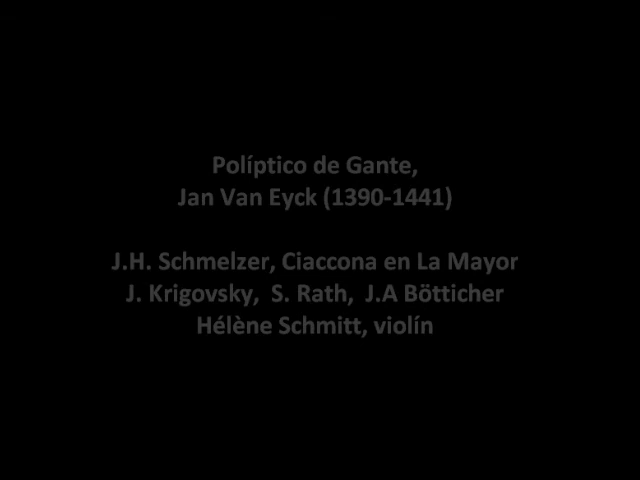 Políptico de Gante,
Jan Van Eyck (1390-1441)
J.H. Schmelzer, Ciaccona en La Mayor
J. Krigovsky, S. Rath, J.A Bötticher
Hélène Schmitt, violín